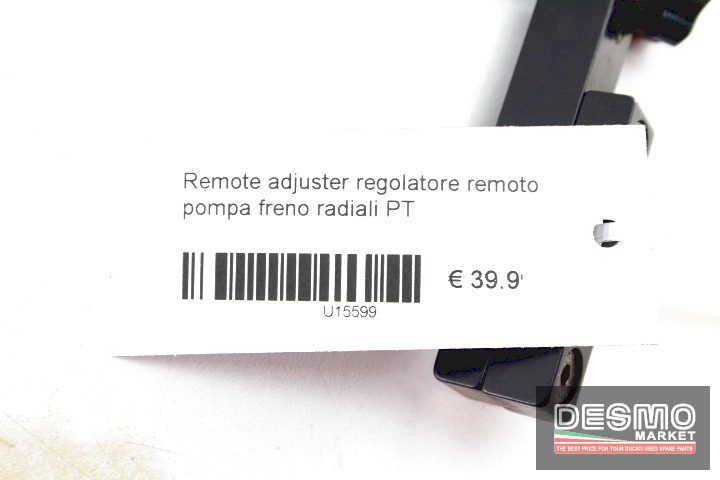 Remote adjuster regolatore remoto
pompa freno radiali PT
€ 39.9
U15599
DESMO
MARKET
THE BEST PRICE FOR YOUR DUCATI USED SPARE PARTS